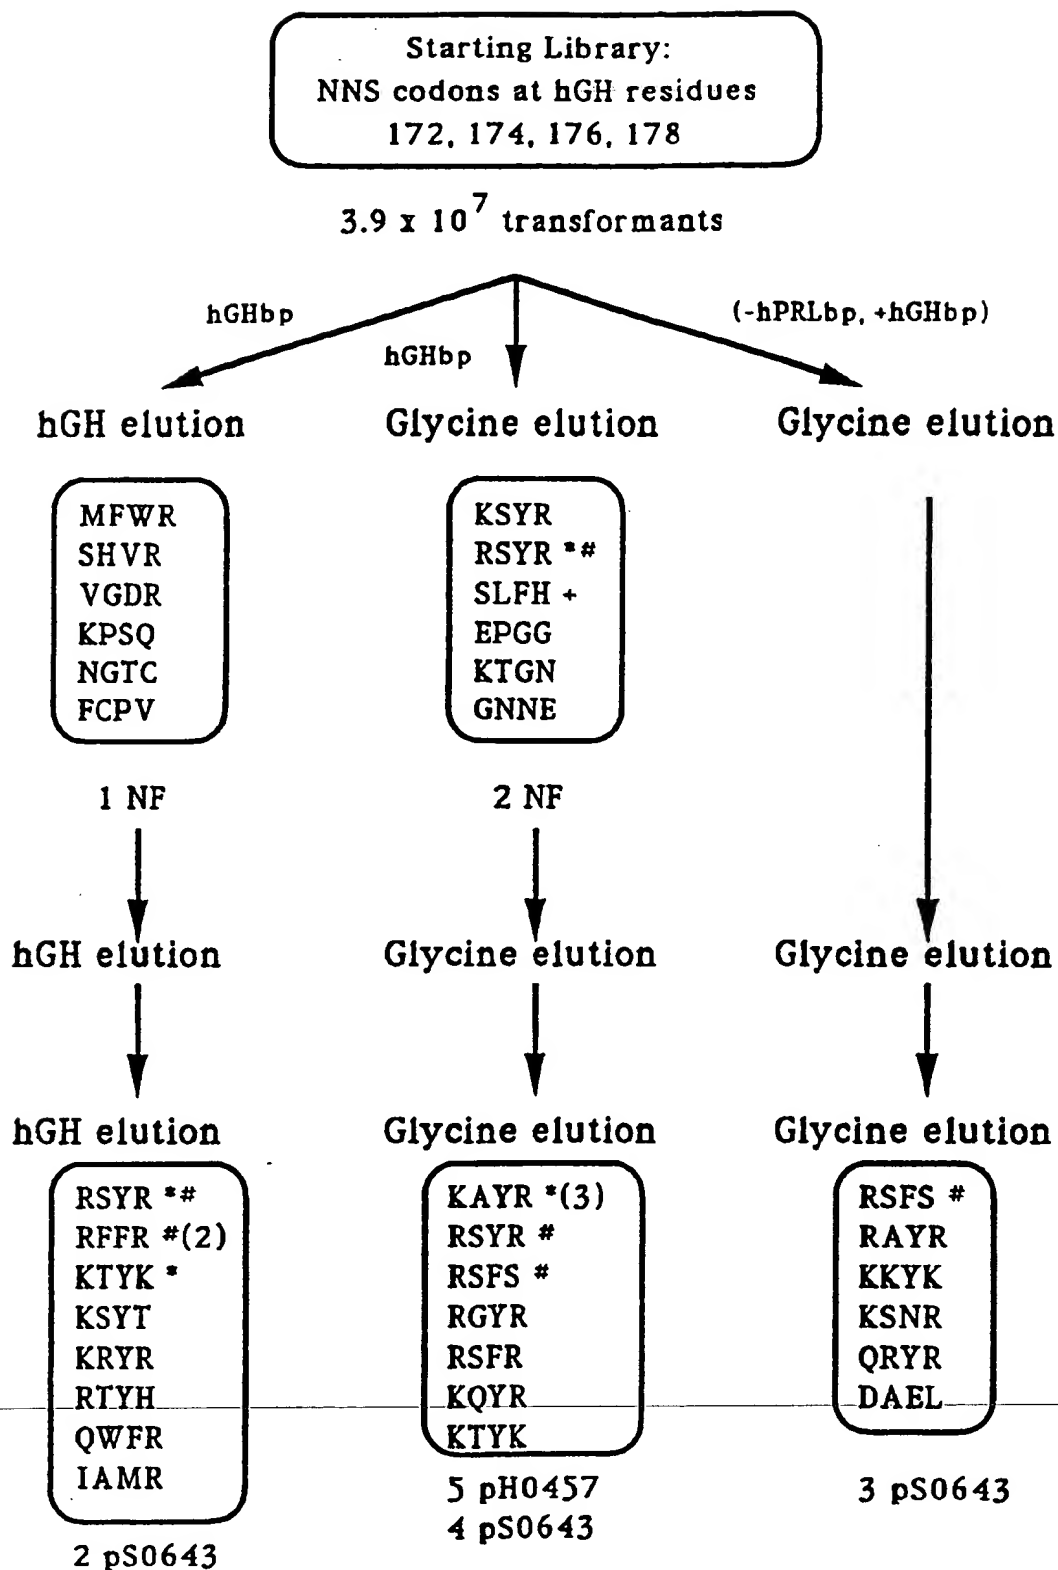 Starting Library:
NNS codons at hGH residues
172, 174, 176, 178
3.9 x 10^7 transformants
hGHbp
hGHbp
(-hPRLbp, +hGHbp)
hGH elution
Glycine elution
Glycine elution
MFWR
SHVR
VGDR
KPSQ
NGTC
FCPV
KSYR
RSYR *#
SLFH +
EPGG
KTGN
GNNE
1 NF
2 NF
hGH elution
Glycine elution
Glycine elution
hGH elution
Glycine elution
Glycine elution
RSYR *#
RFFR #(2)
KTYK *
KSYT
KRYR
RTYH
QWFR
IAMR
KAYR *(3)
RSYR #
RSFS #
RGYR
RSFR
KQYR
KTYK
RSFS #
RAYR
KKYK
KSNR
QRYR
DAEL
2 pS0643
5 pH0457
4 pS0643
3 pS0643